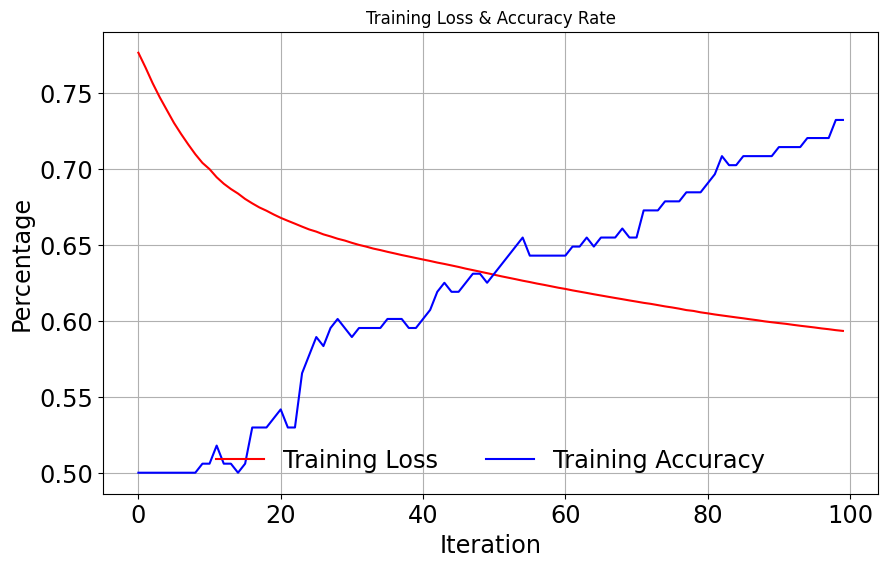 Training Loss & Accuracy Rate
Percentage
0.75
0.70
0.65
0.60
0.55
0.50
Training Loss
Training Accuracy
0 20 40 60 80 100
Iteration